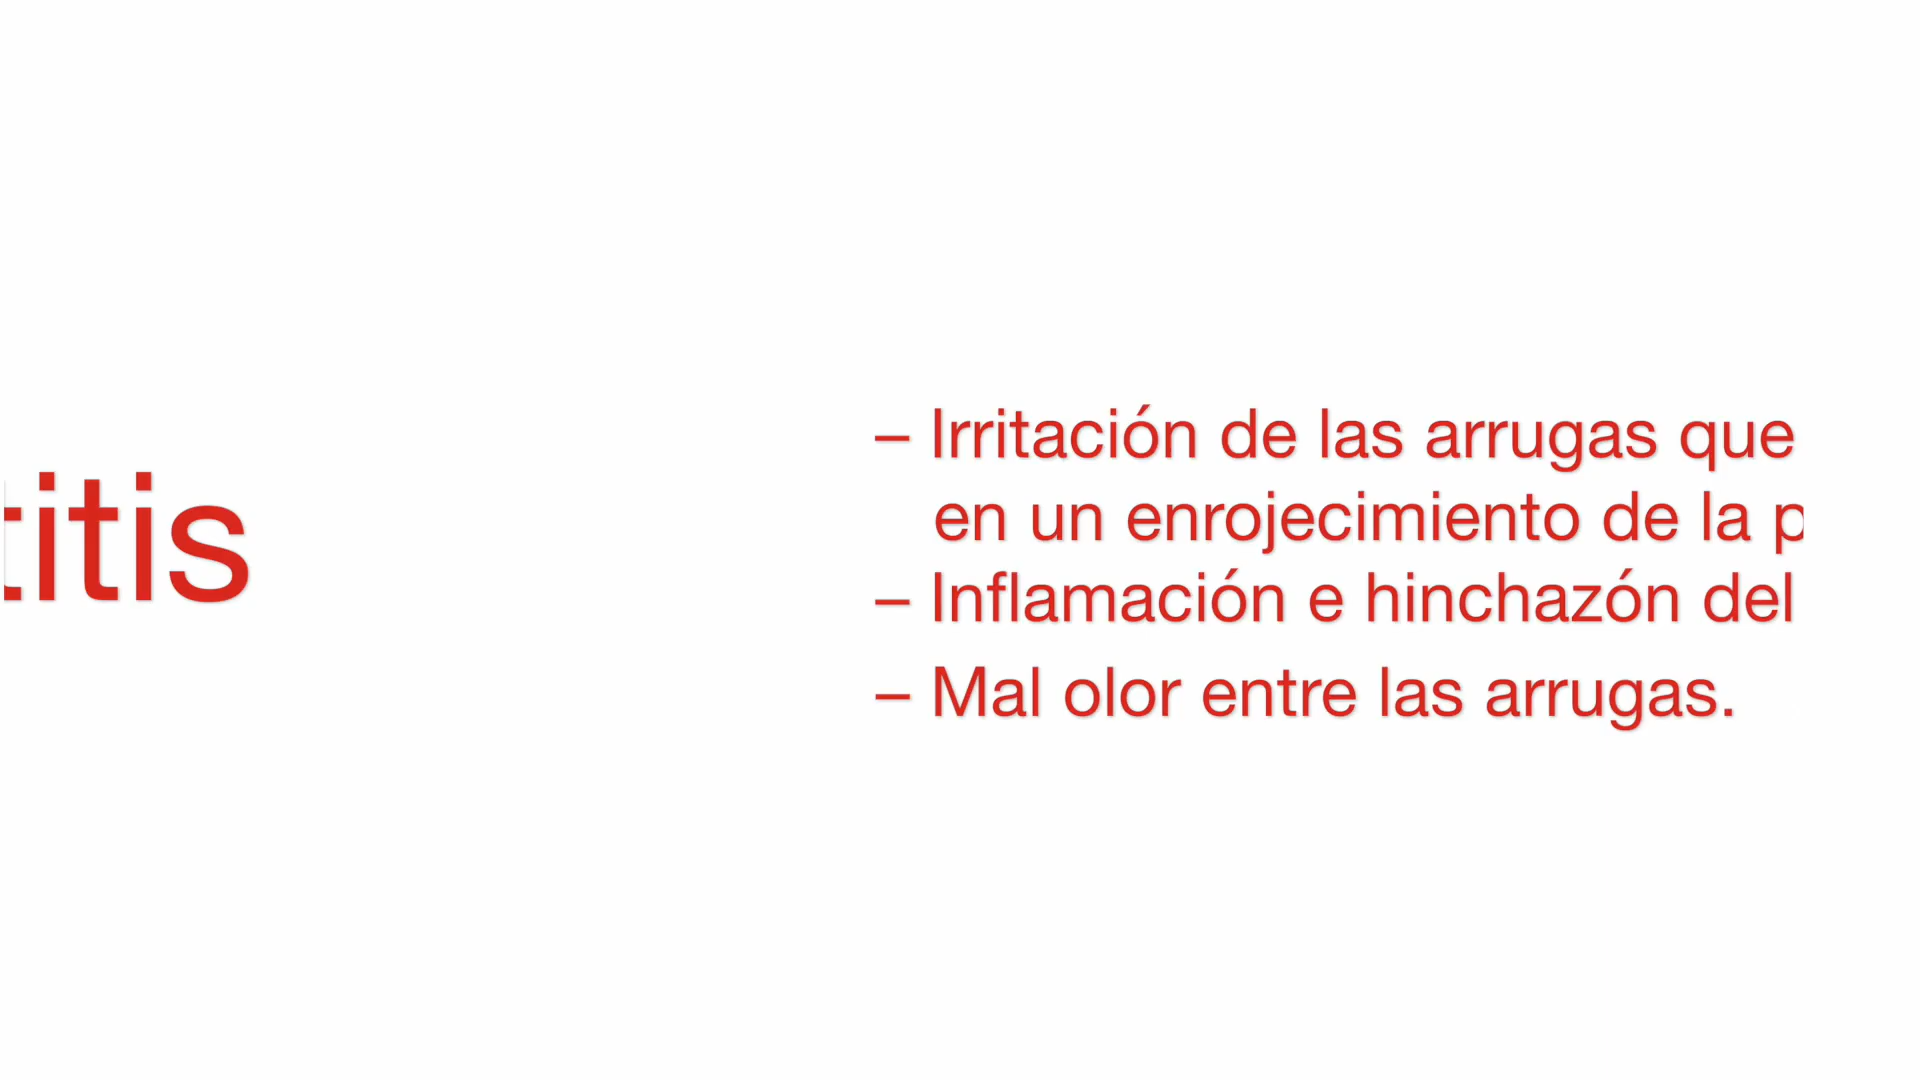 titis
– Irritación de las arrugas que
en un enrojecimiento de la p
– Inflamación e hinchazón del
– Mal olor entre las arrugas.